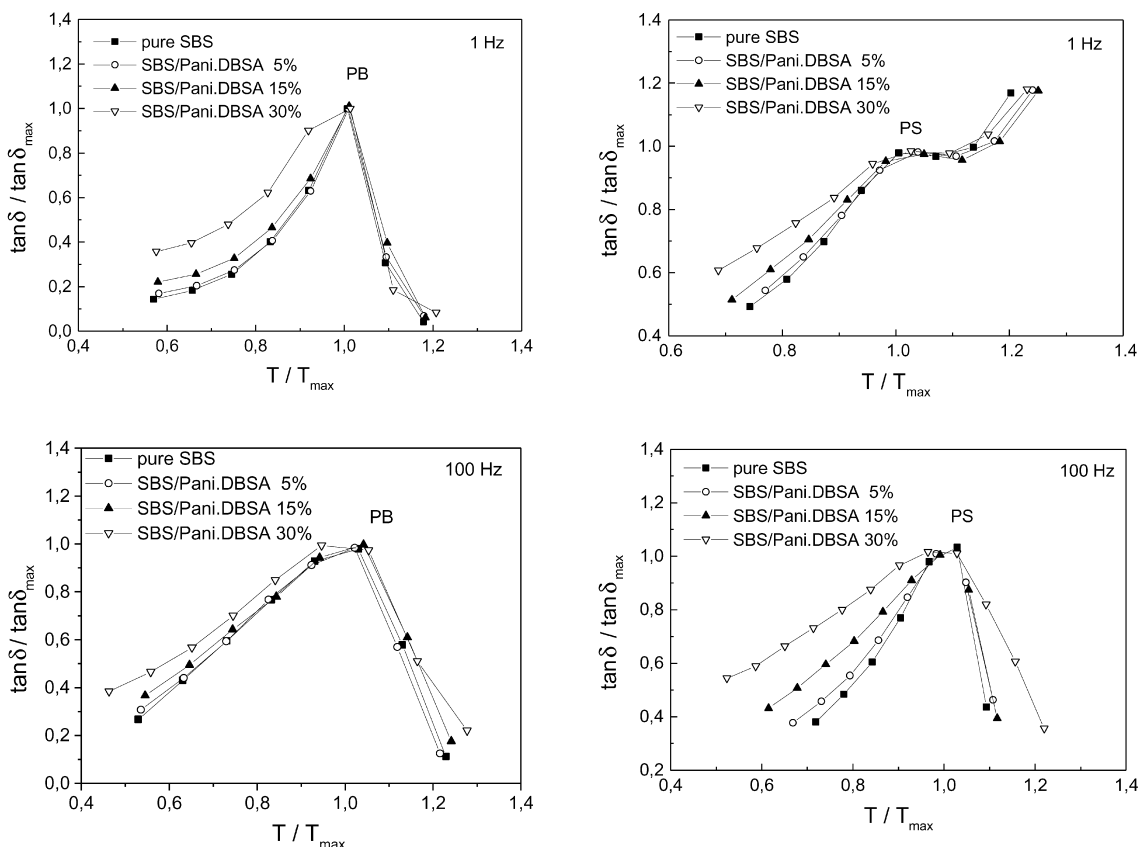 1,4
1,2
1,0
0,8
0,6
0,4
0,2
0,0
tanδ / tanδmax
pure SBS
SBS/Pani.DBSA 5%
SBS/Pani.DBSA 15%
SBS/Pani.DBSA 30%
1 Hz
PB
0,4 0,6 0,8 1,0 1,2 1,4
T / Tmax
1,4
1.2
1.0
0.8
0.6
0.4
tanδ / tanδmax
pure SBS
SBS/Pani.DBSA 5%
SBS/Pani.DBSA 15%
SBS/Pani.DBSA 30%
1 Hz
PS
0.6 0.8 1.0 1.2 1.4
T / Tmax
1,4
1,2
1,0
0,8
0,6
0,4
0,2
0,0
tanδ / tanδmax
pure SBS
SBS/Pani.DBSA 5%
SBS/Pani.DBSA 15%
SBS/Pani.DBSA 30%
100 Hz
PB
0,4 0,6 0,8 1,0 1,2 1,4
T / Tmax
1,4
1,2
1,0
0,8
0,6
0,4
0,2
tanδ / tanδmax
pure SBS
SBS/Pani.DBSA 5%
SBS/Pani.DBSA 15%
SBS/Pani.DBSA 30%
100 Hz
PS
0,4 0,6 0,8 1,0 1,2 1,4
T / Tmax